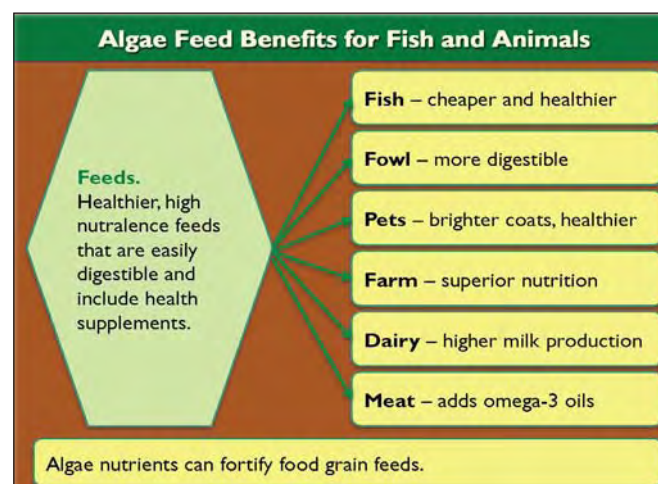 Algae Feed Benefits for Fish and Animals
Feeds.
Healthier, high
nutralence feeds
that are easily
digestible and
include health
supplements.
Fish – cheaper and healthier
Fowl – more digestible
Pets – brighter coats, healthier
Farm – superior nutrition
Dairy – higher milk production
Meat – adds omega-3 oils
Algae nutrients can fortify food grain feeds.